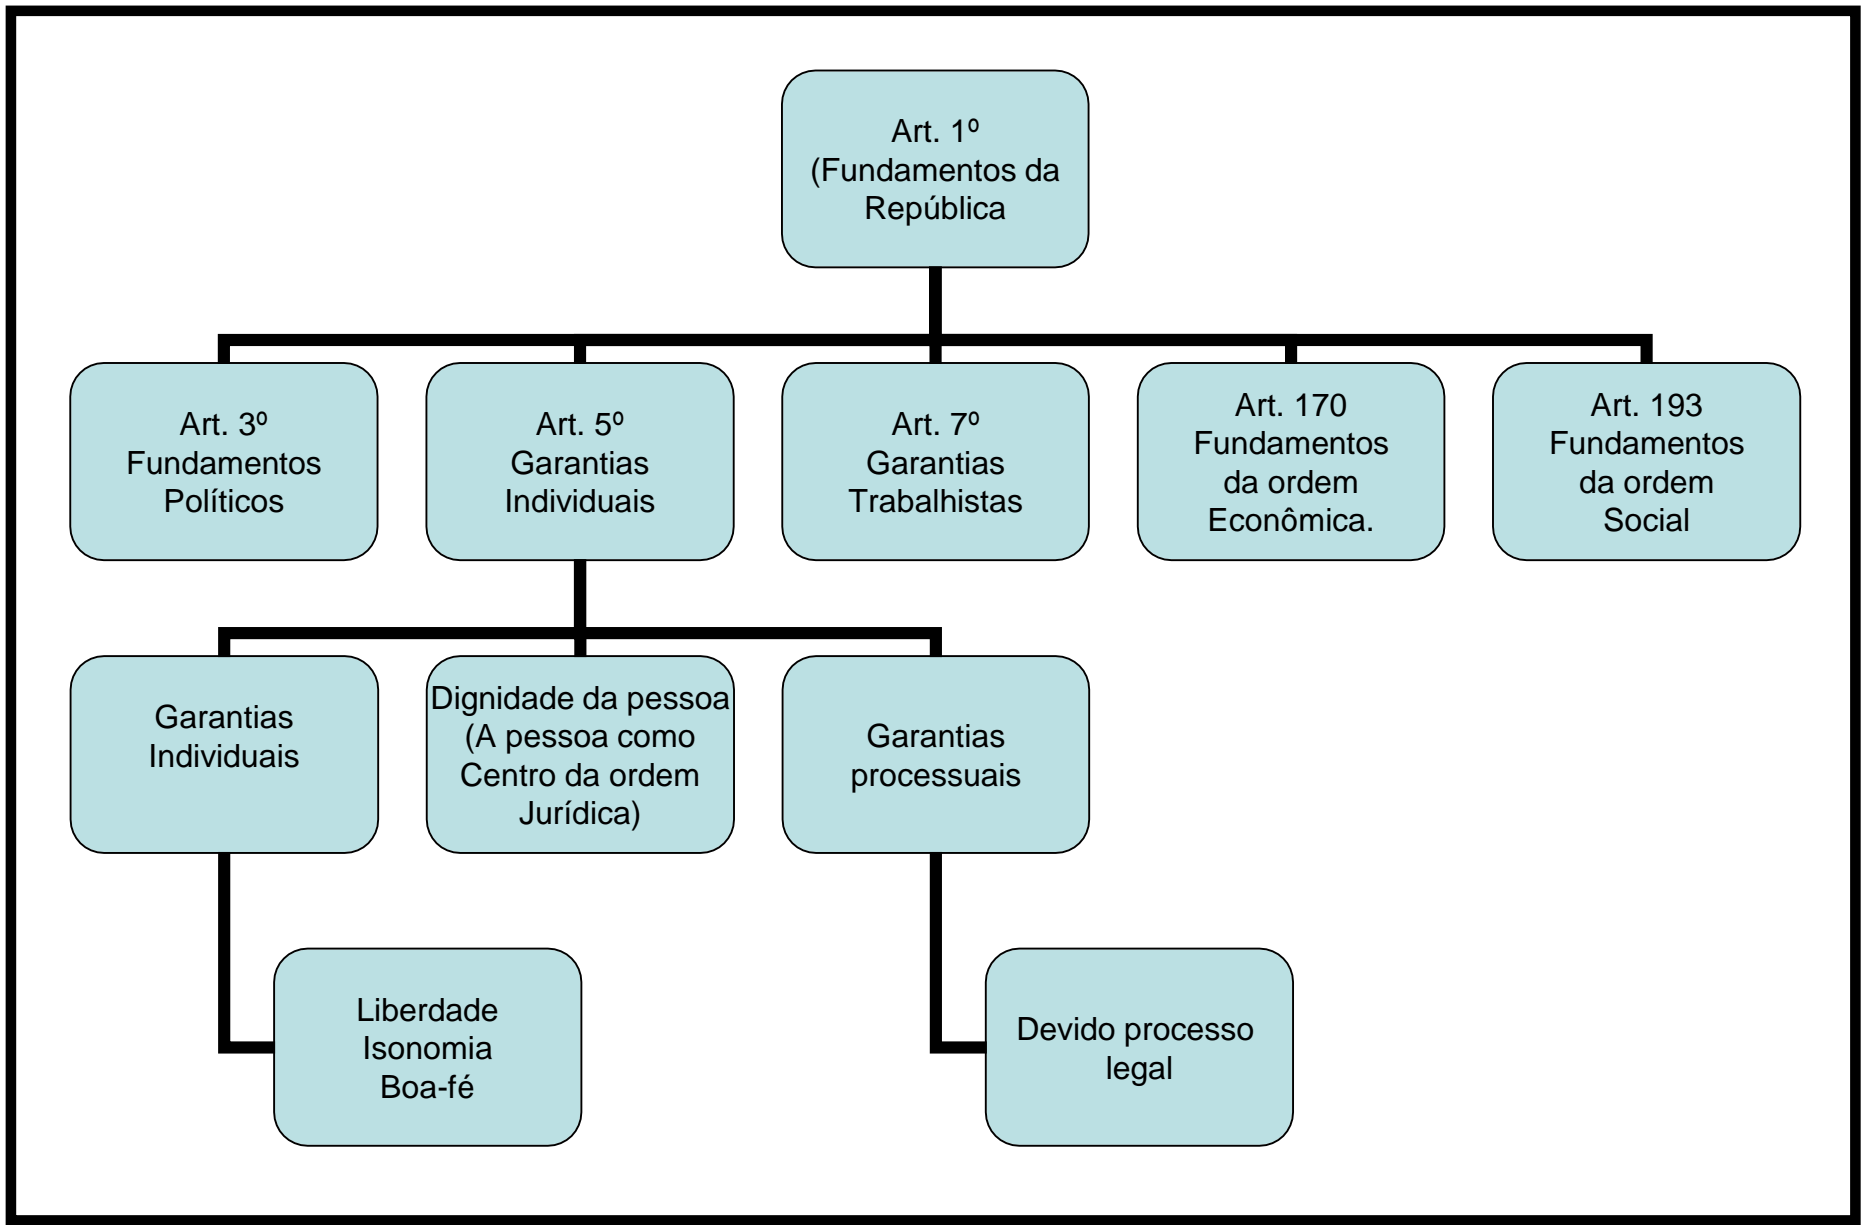 Art. 1º
(Fundamentos da
República
Art. 3º
Fundamentos
Políticos
Art. 5º
Garantias
Individuais
Art. 7º
Garantias
Trabalhistas
Art. 170
Fundamentos
da ordem
Econômica.
Art. 193
Fundamentos
da ordem
Social
Garantias
Individuais
Dignidade da pessoa
(A pessoa como
Centro da ordem
Jurídica)
Garantias
processuais
Liberdade
Isonomia
Boa-fé
Devido processo
legal